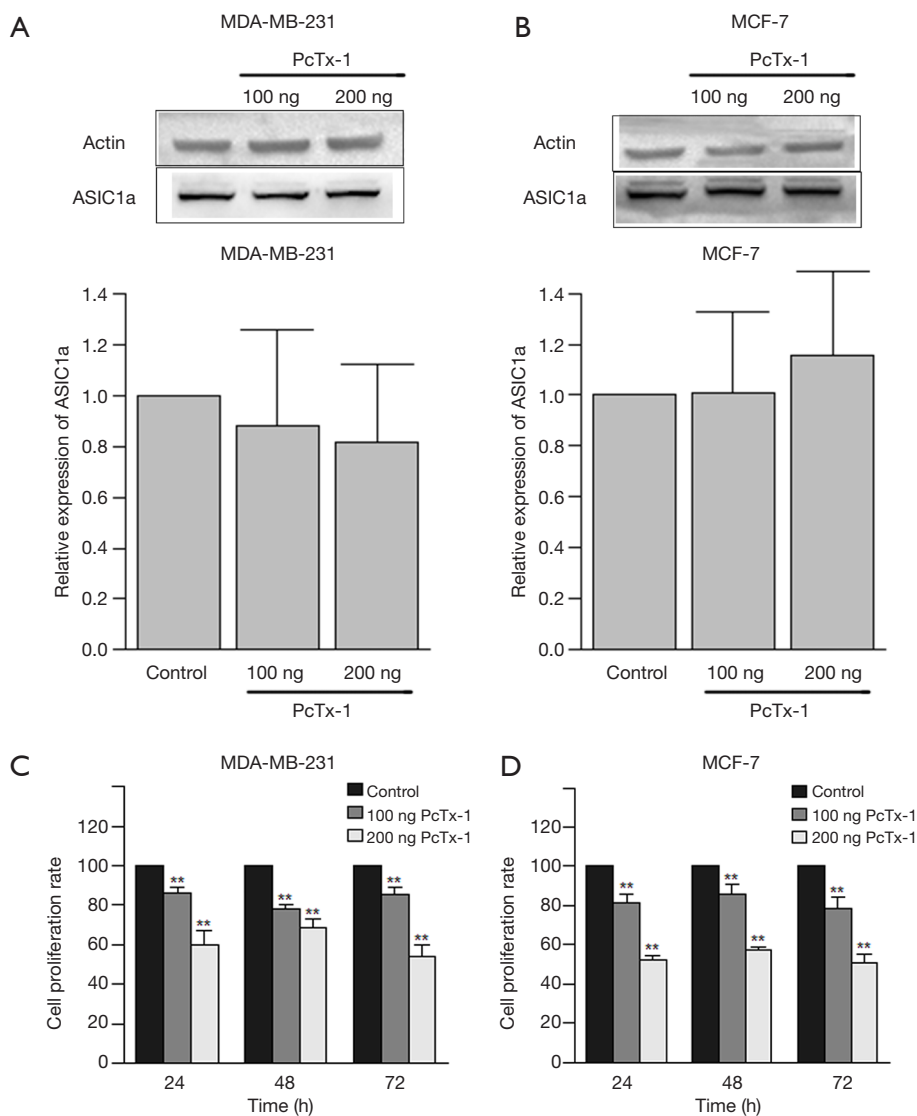 A
MDA-MB-231
PcTx-1
100 ng 200 ng
Actin
ASIC1a
MDA-MB-231
1.4
1.2
1.0
0.8
0.6
0.4
0.2
0.0
Relative expression of ASIC1a
Control 100 ng 200 ng
PcTx-1
B
MCF-7
PcTx-1
100 ng 200 ng
Actin
ASIC1a
MCF-7
1.4
1.2
1.0
0.8
0.6
0.4
0.2
0.0
Relative expression of ASIC1a
Control 100 ng 200 ng
PcTx-1
C
MDA-MB-231
Control
100 ng PcTx-1
200 ng PcTx-1
120
100
80
60
40
20
0
Cell proliferation rate
** ** ** ** ** **
24 48 72
Time (h)
D
MCF-7
Control
100 ng PcTx-1
200 ng PcTx-1
120
100
80
60
40
20
0
Cell proliferation rate
** ** ** ** ** **
24 48 72
Time (h)